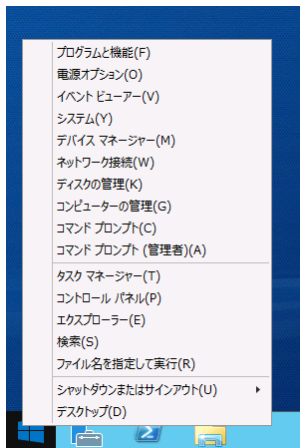 プログラムと機能(F)
電源オプション(O)
イベント ビューアー(V)
システム(Y)
デバイス マネージャー(M)
ネットワーク接続(W)
ディスクの管理(K)
コンピューターの管理(G)
コマンド プロンプト(C)
コマンド プロンプト (管理者)(A)
タスク マネージャー(T)
コントロール パネル(P)
エクスプローラー(E)
検索(S)
ファイル名を指定して実行(R)
シャットダウンまたはサインアウト(U)
デスクトップ(D)